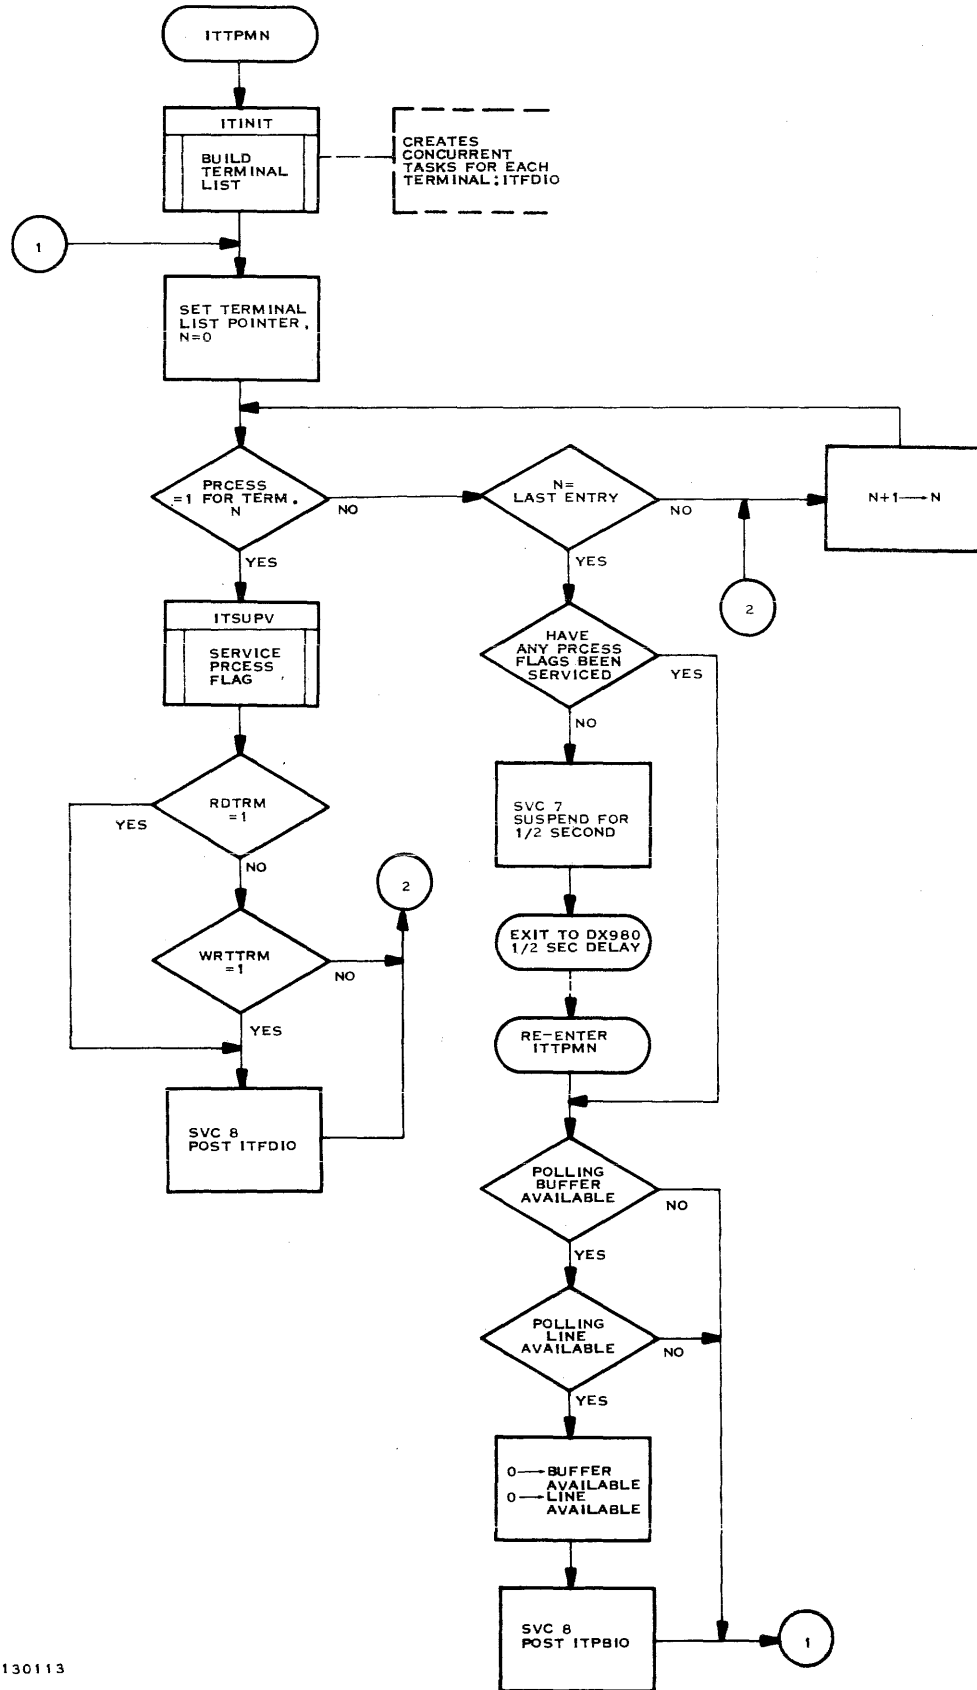 ITTPMN
ITINIT
BUILD
TERMINAL
LIST
CREATES
CONCURRENT
TASKS FOR EACH
TERMINAL:ITFDIO
1
SET TERMINAL
LIST POINTER,
N=0
PRCESS
=1 FOR TERM.
N
NO
YES
N=
LAST ENTRY
NO
YES
N+1→N
2
ITSUPV
SERVICE
PRCESS
FLAG
HAVE
ANY PRCESS
FLAGS BEEN
SERVICED
YES
NO
RDTRM
=1
YES
NO
SVC 7
SUSPEND FOR
1/2 SECOND
2
WRTTRM
=1
NO
YES
EXIT TO DX980
1/2 SEC DELAY
RE-ENTER
ITTPMN
SVC 8
POST ITFDIO
POLLING
BUFFER
AVAILABLE
NO
YES
POLLING
LINE
AVAILABLE
NO
YES
0→BUFFER
AVAILABLE
0→LINE
AVAILABLE
SVC 8
POST ITPBIO
1
130113